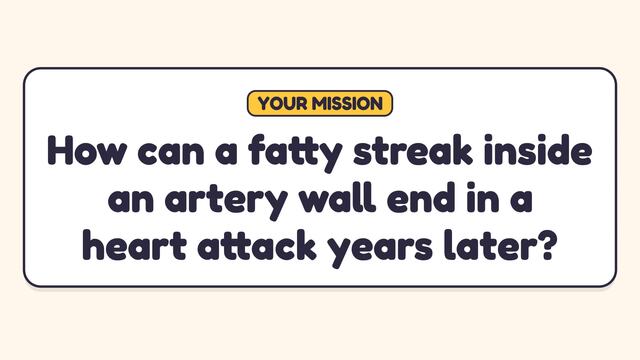 YOUR MISSION
How can a fatty streak inside
an artery wall end in a
heart attack years later?